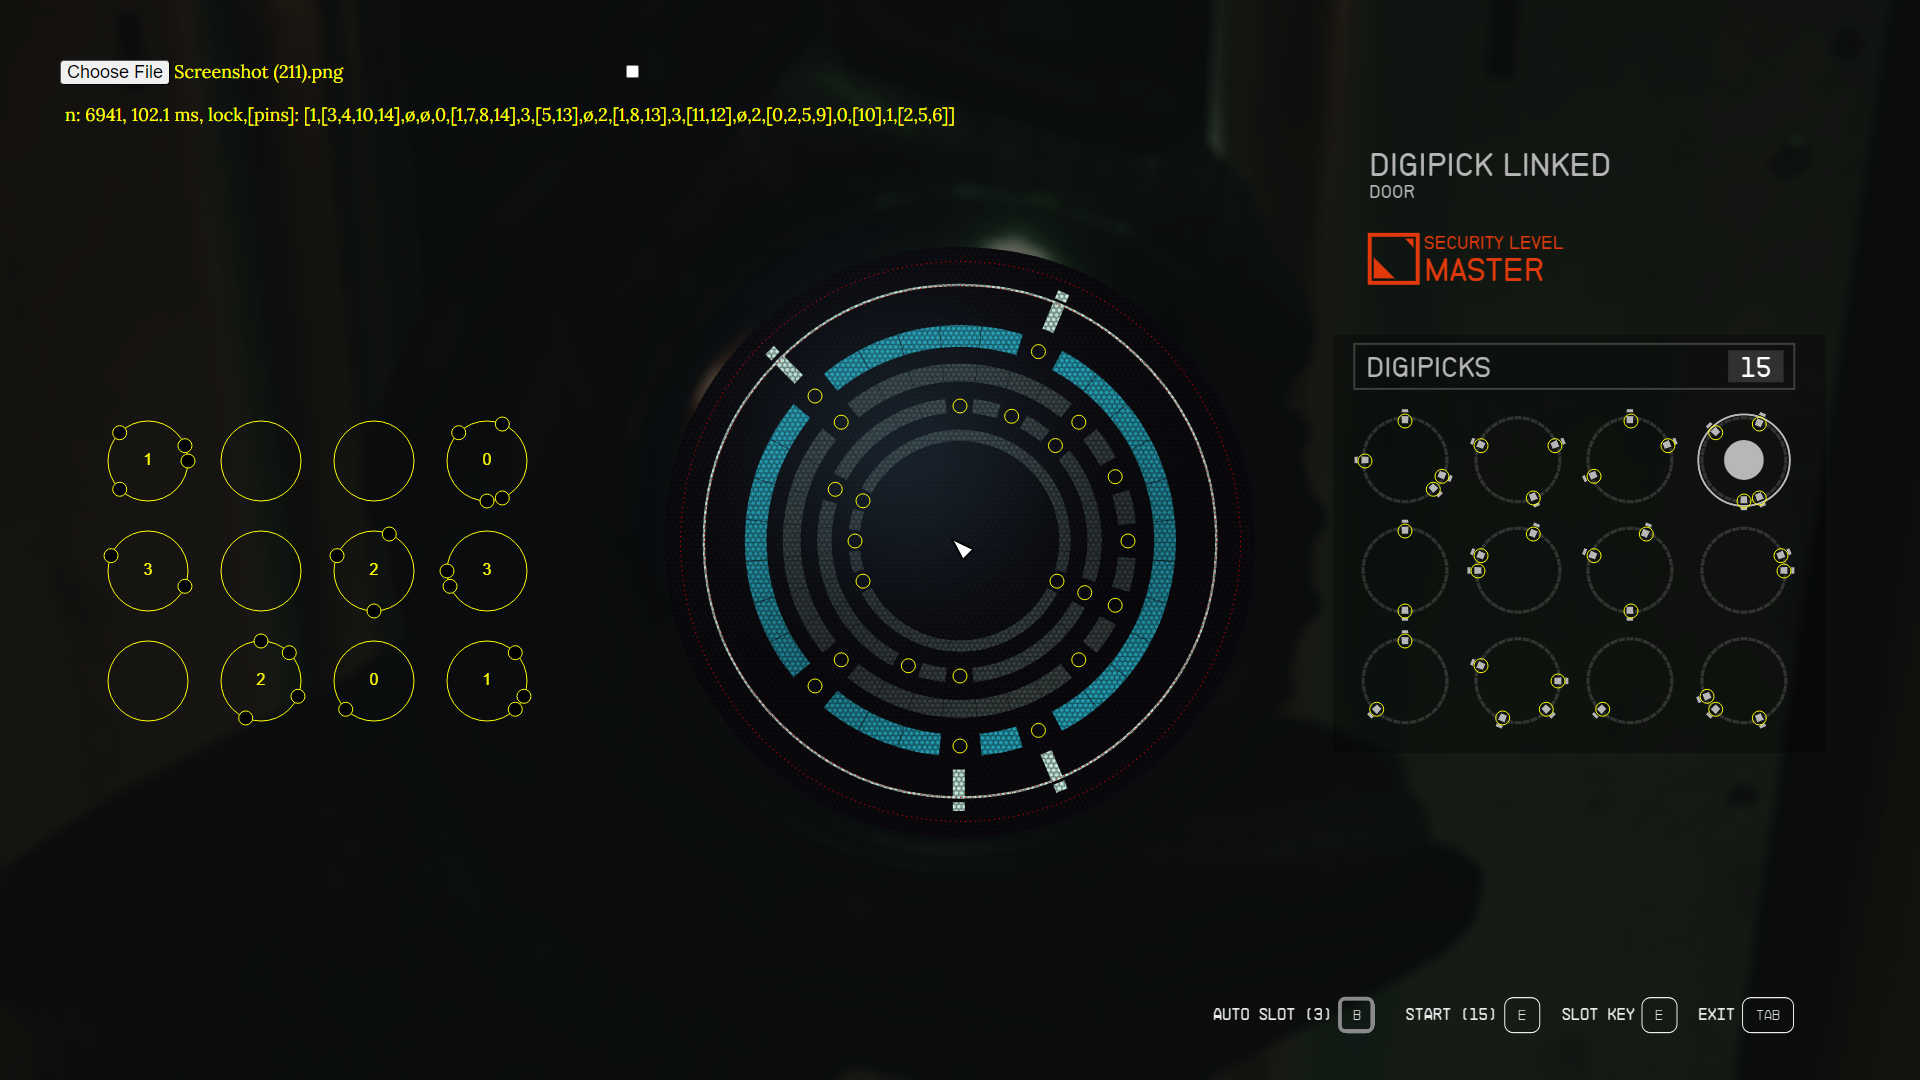 Choose File Screenshot (211).png
n: 6941, 102.1 ms, lock,[pins]: [1,[3,4,10,14],ø,ø,0,[1,7,8,14],3,[5,13],ø,2,[1,8,13],3,[11,12],ø,2,[0,2,5,9],0,[10],1,[2,5,6]]
DIGIPICK LINKED
DOOR
SECURITY LEVEL
MASTER
DIGIPICKS 15
1 0
3 2 3
2 0 1
AUTO SLOT (3) B START (15) E SLOT KEY E EXIT TAB